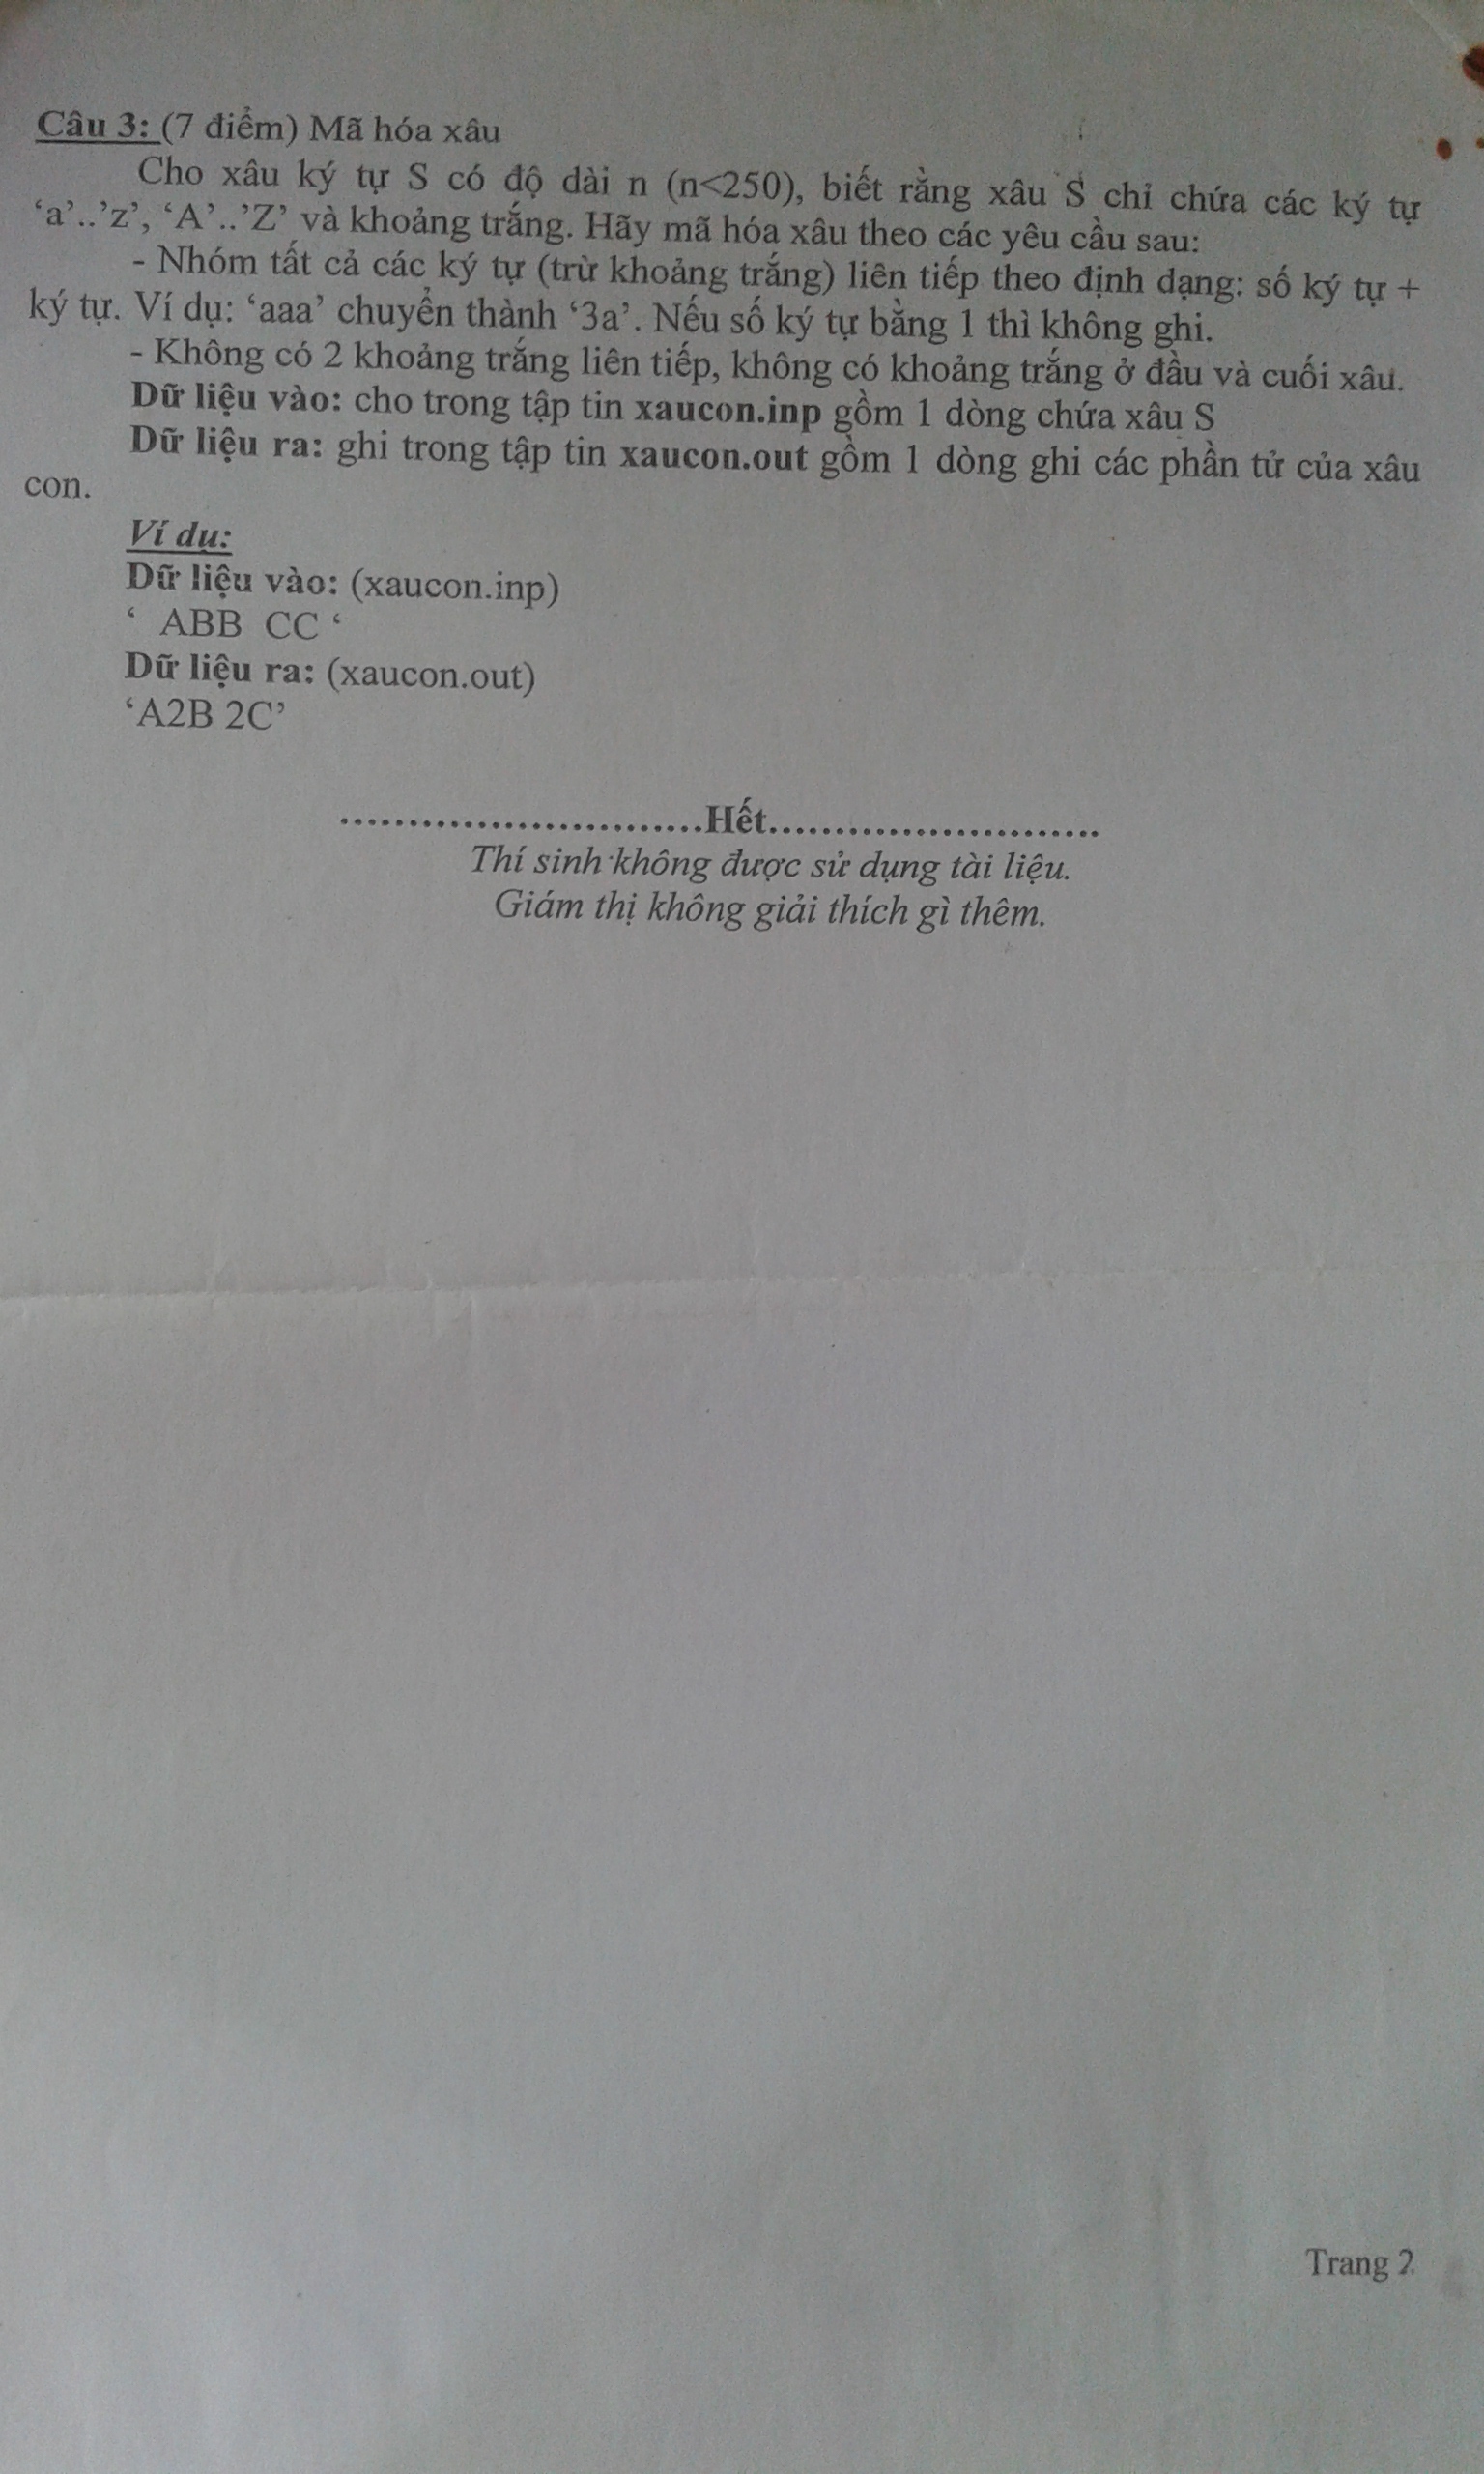 Câu 3: (7 điểm) Mã hóa xâu
Cho xâu ký tự S có độ dài n (n<250), biết rằng xâu S chỉ chứa các ký tự
‘a’..’z’, ‘A’..’Z’ và khoảng trắng. Hãy mã hóa xâu theo các yêu cầu sau:
- Nhóm tất cả các ký tự (trừ khoảng trắng) liên tiếp theo định dạng: số ký tự +
ký tự. Ví dụ: ‘aaa’ chuyển thành ‘3a’. Nếu số ký tự bằng 1 thì không ghi.
- Không có 2 khoảng trắng liên tiếp, không có khoảng trắng ở đầu và cuối xâu.
Dữ liệu vào: cho trong tập tin xaucon.inp gồm 1 dòng chứa xâu S
Dữ liệu ra: ghi trong tập tin xaucon.out gồm 1 dòng ghi các phần tử của xâu
con.
Ví dụ:
Dữ liệu vào: (xaucon.inp)
‘  ABB  CC ‘
Dữ liệu ra: (xaucon.out)
‘A2B 2C’
...........................Hết.........................
Thí sinh không được sử dụng tài liệu.
Giám thị không giải thích gì thêm.
Trang 2